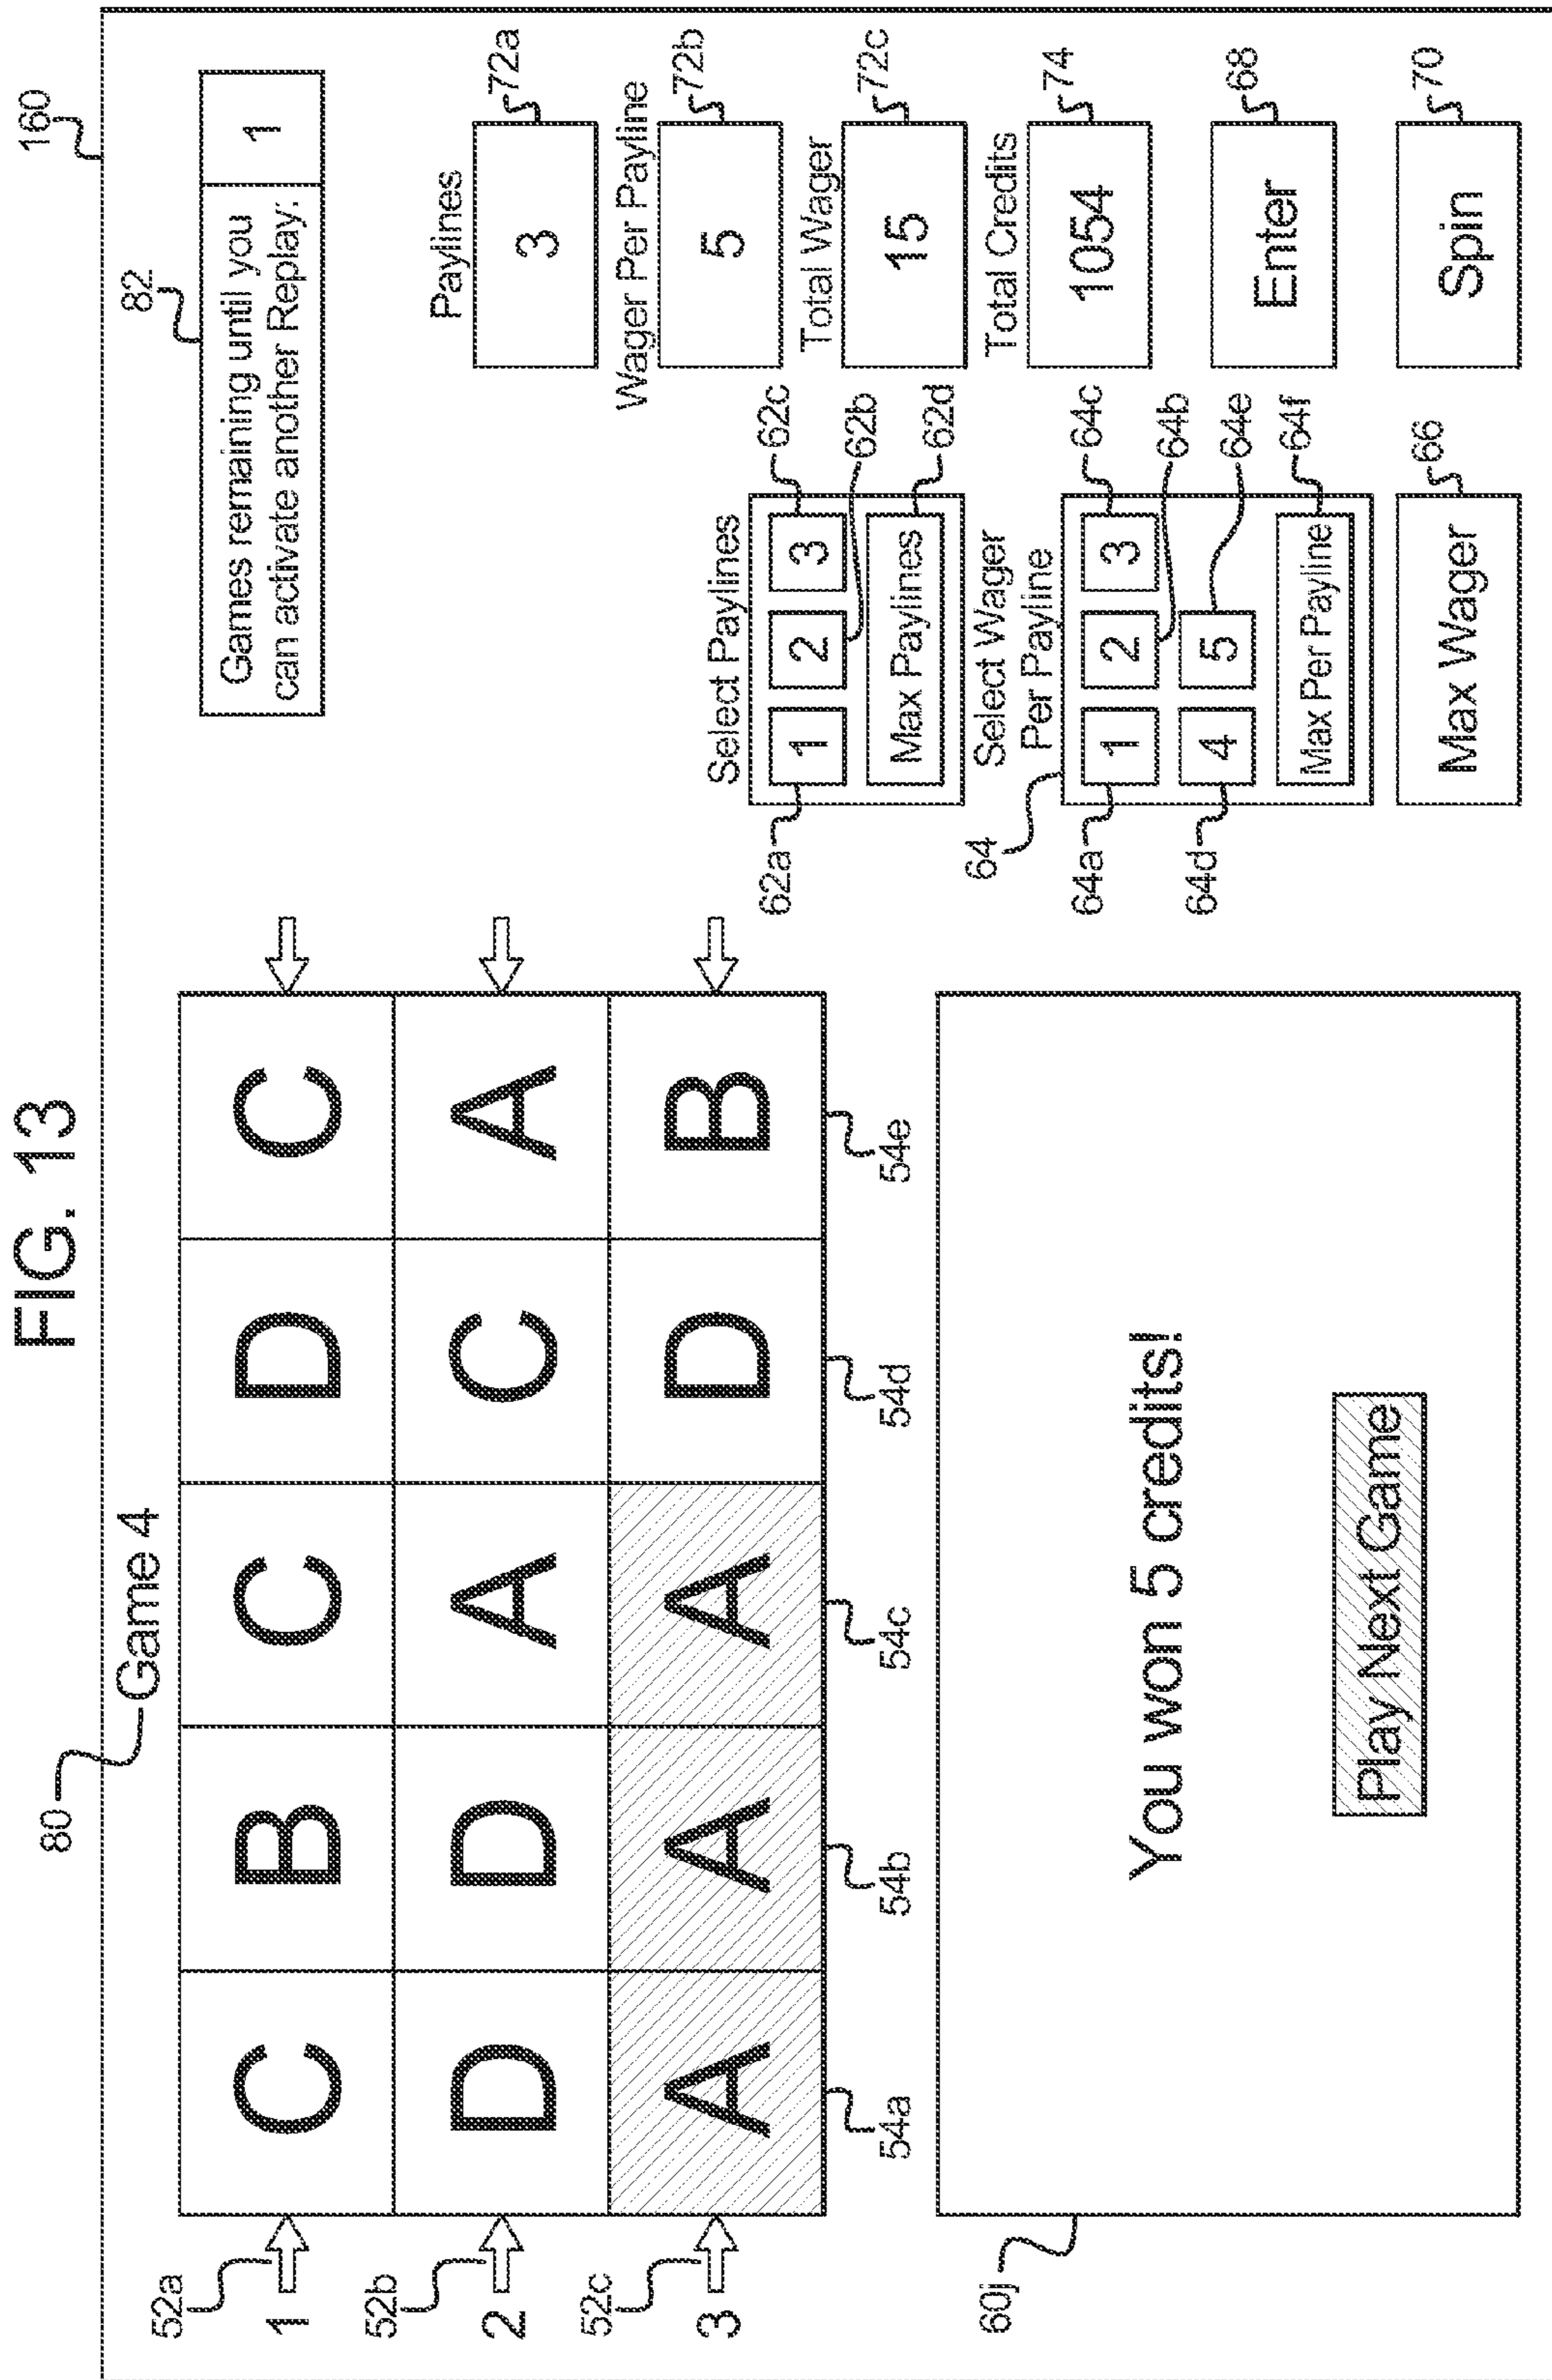 FIG. 13
160
80
Game 4
82
Games remaining until you
can activate another Replay:
1
52a
1
C B C D C
52b
2
D D A C A
52c
3
A A A D B
54a 54b 54c 54d 54e
Paylines
3
72a
Wager Per Payline
5
72b
Total Wager
15
72c
Total Credits
1054
74
Enter
68
Spin
70
Select Paylines
1 2 3
62a
62c
62b
Max Paylines
62d
Select Wager
Per Payline
64
1 2 3
64a
64c
64b
4 5
64d
64e
Max Per Payline
64f
Max Wager
66
60j
You won 5 credits!
Play Next Game